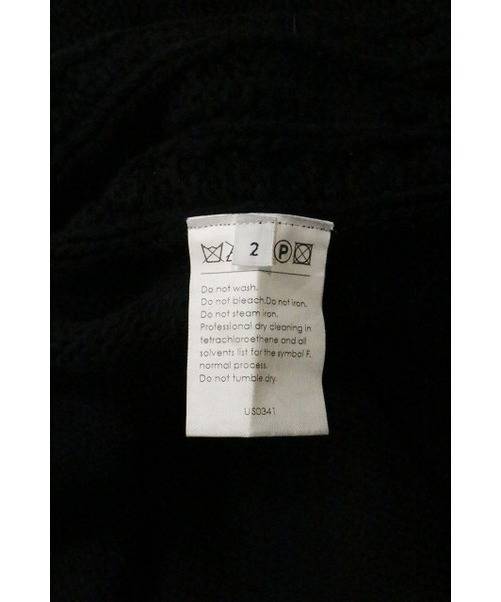 2
P
Do not wash.
Do not bleach.Do not iron.
Do not steam iron.
Professional dry cleaning in
tetrachloroethene and all
solvents list for the symbol F.
normal process.
Do not tumble dry.
US0341